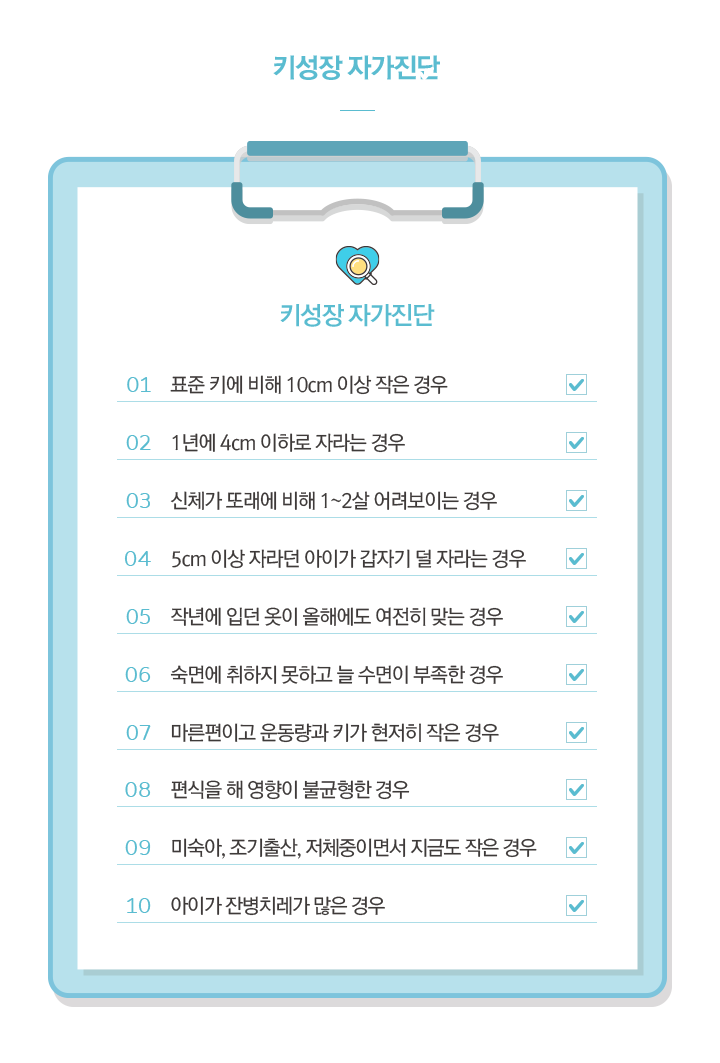 키성장 자가진단
키성장 자가진단
01 표준 키에 비해 10cm 이상 작은 경우
02 1년에 4cm 이하로 자라는 경우
03 신체가 또래에 비해 1~2살 어려보이는 경우
04 5cm 이상 자라던 아이가 갑자기 덜 자라는 경우
05 작년에 입던 옷이 올해에도 여전히 맞는 경우
06 숙면에 취하지 못하고 늘 수면이 부족한 경우
07 마른편이고 운동량과 키가 현저히 작은 경우
08 편식을 해 영향이 불균형한 경우
09 미숙아, 조기출산, 저체중이면서 지금도 작은 경우
10 아이가 잔병치레가 많은 경우